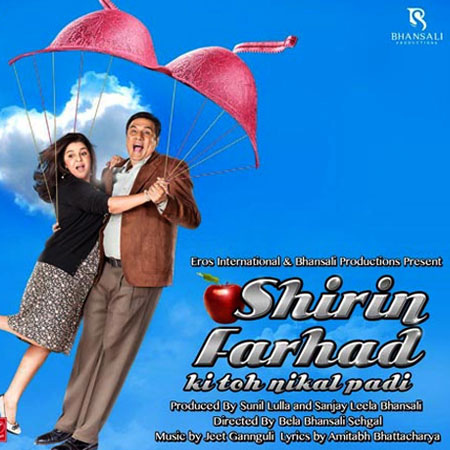 BHANSALI
PRODUCTIONS
Eros International & Bhansali Productions Present
Shirin
Farhad
ki toh nikal padi
Produced By Sunil Lulla and Sanjay Leela Bhansali
Directed By Bela Bhansali Sehgal
Music by Jeet Gannguli Lyrics by Amitabh Bhattacharya